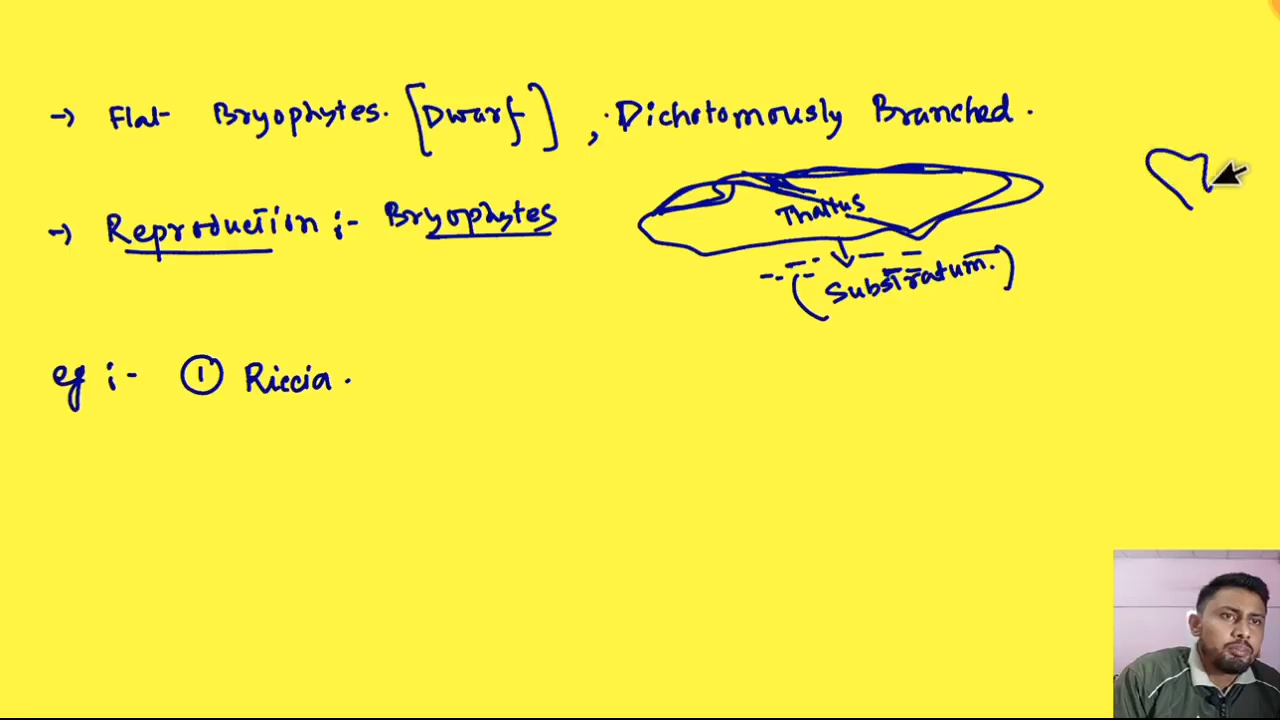 → Flat Bryophytes. [Dwarf], Dichotomously Branched.
→ Reproduction :- Bryophytes
Thallus
(Substratum.)
eg :- ① Riccia.